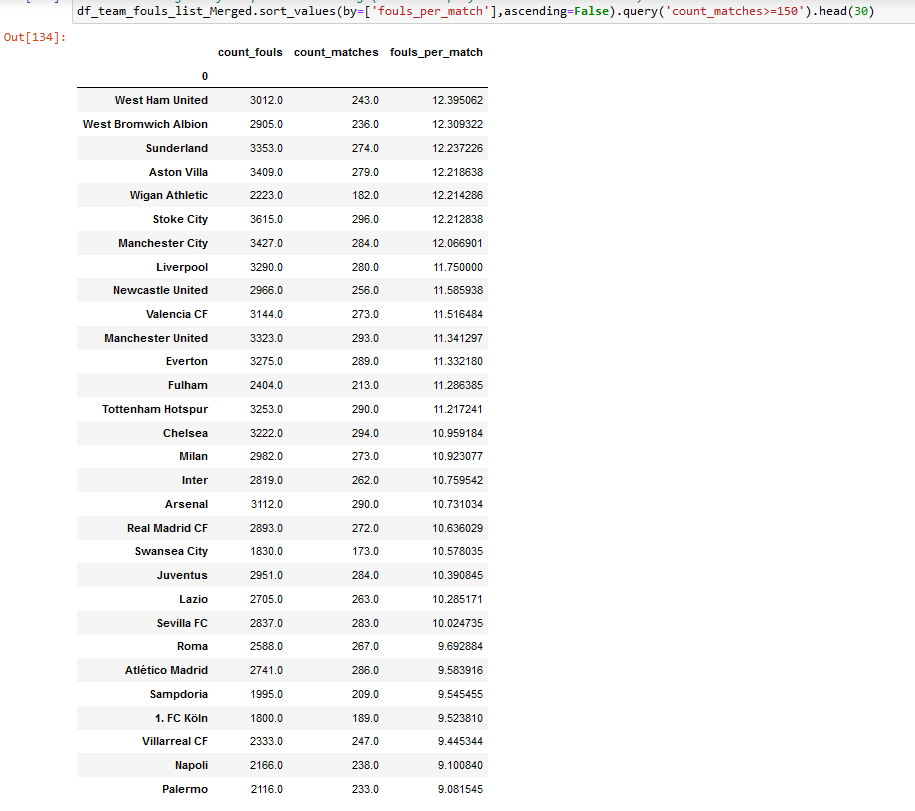 df_team_fouls_list_Merged.sort_values(by=['fouls_per_match'],ascending=False).query('count_matches>=150').head(30)
Out[134]:
count_fouls count_matches fouls_per_match
0
West Ham United 3012.0 243.0 12.395062
West Bromwich Albion 2905.0 236.0 12.309322
Sunderland 3353.0 274.0 12.237226
Aston Villa 3409.0 279.0 12.218638
Wigan Athletic 2223.0 182.0 12.214286
Stoke City 3615.0 296.0 12.212838
Manchester City 3427.0 284.0 12.066901
Liverpool 3290.0 280.0 11.750000
Newcastle United 2966.0 256.0 11.585938
Valencia CF 3144.0 273.0 11.516484
Manchester United 3323.0 293.0 11.341297
Everton 3275.0 289.0 11.332180
Fulham 2404.0 213.0 11.286385
Tottenham Hotspur 3253.0 290.0 11.217241
Chelsea 3222.0 294.0 10.959184
Milan 2982.0 273.0 10.923077
Inter 2819.0 262.0 10.759542
Arsenal 3112.0 290.0 10.731034
Real Madrid CF 2893.0 272.0 10.636029
Swansea City 1830.0 173.0 10.578035
Juventus 2951.0 284.0 10.390845
Lazio 2705.0 263.0 10.285171
Sevilla FC 2837.0 283.0 10.024735
Roma 2588.0 267.0 9.692884
Atlético Madrid 2741.0 286.0 9.583916
Sampdoria 1995.0 209.0 9.545455
1. FC Köln 1800.0 189.0 9.523810
Villarreal CF 2333.0 247.0 9.445344
Napoli 2166.0 238.0 9.100840
Palermo 2116.0 233.0 9.081545